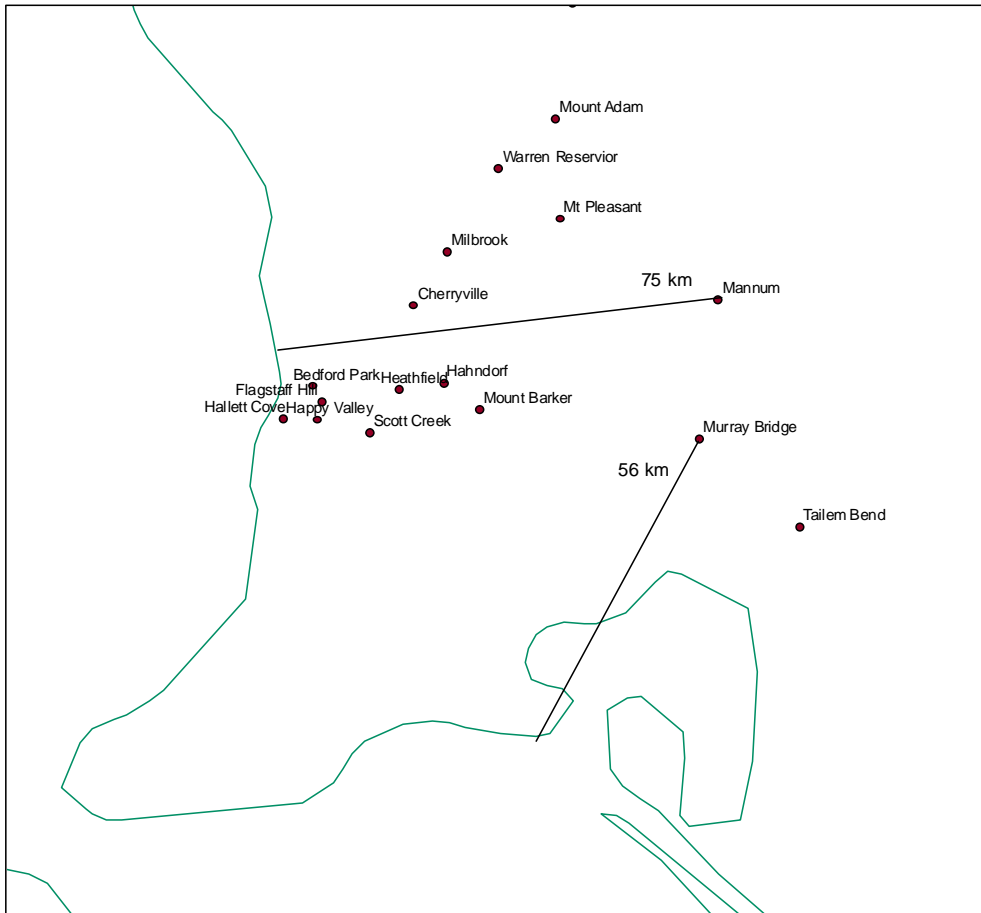 Mount Adam
Warren Reservior
Mt Pleasant
Milbrook
75 km
Mannum
Cherryville
Hahndorf
Bedford Park
Heathfield
Flagstaff Hill
Hallett Cove
Happy Valley
Mount Barker
Scott Creek
Murray Bridge
56 km
Tailem Bend